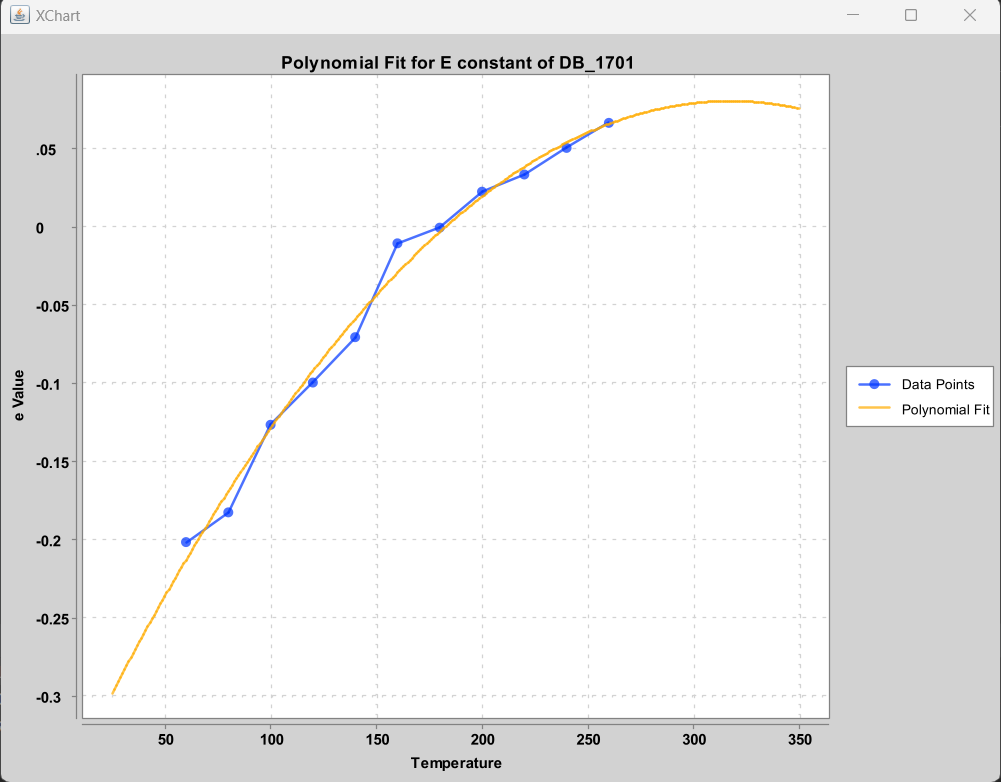 XChart
Polynomial Fit for E constant of DB_1701
.05
0
-0.05
-0.1
-0.15
-0.2
-0.25
-0.3
e Value
50 100 150 200 250 300 350
Temperature
Data Points
Polynomial Fit